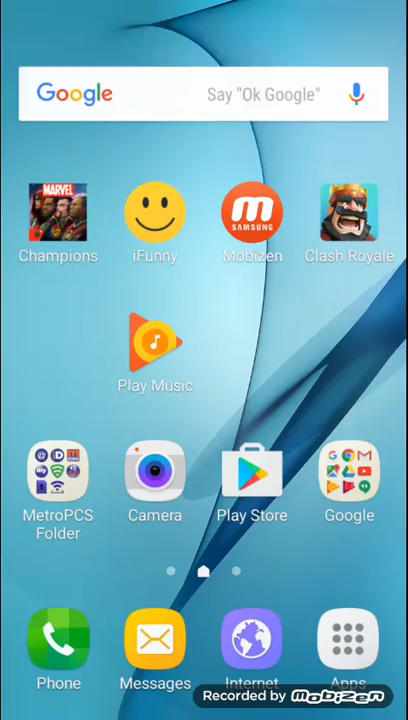 Google Say "Ok Google"
MARVEL
SAMSUNG
Champions iFunny Mobizen Clash Royale
Play Music
MetroPCS Camera Play Store Google
Folder
Phone Messages Internet Apps
Recorded by MOBIZEN